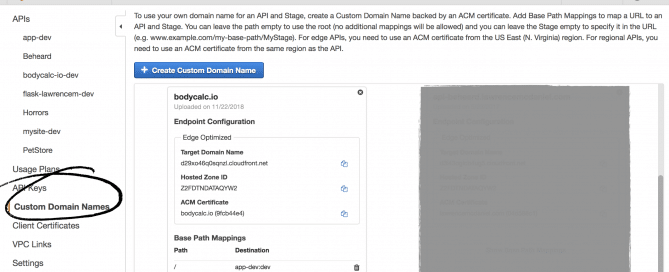 APIs
app-dev
Beheard
bodycalc-io-dev
flask-lawrencem-dev
Horrors
mysite-dev
PetStore
Usage Plans
API Keys
Custom Domain Names
Client Certificates
VPC Links
Settings
To use your own domain name for an API and Stage, create a Custom Domain Name backed by an ACM certificate. Add Base Path Mappings to map a URL to an
API and Stage. You can leave the path empty to use the root (no additional mappings will be allowed) and you can leave the Stage empty to specify it in the URL
(e.g. www.example.com/my-base-path/MyStage). For edge APIs, you need to use an ACM certificate from the US East (N. Virginia) region. For regional APIs, you
need to use an ACM certificate from the same region as the API.
+ Create Custom Domain Name
bodycalc.io
Uploaded on 11/22/2018
Endpoint Configuration
Edge Optimized
Target Domain Name
d29xo46q0sqnzl.cloudfront.net
Hosted Zone ID
Z2FDTNDATAQYW2
ACM Certificate
bodycalc.io (9fcb44e4)
Base Path Mappings
Path Destination
/ app-dev:dev